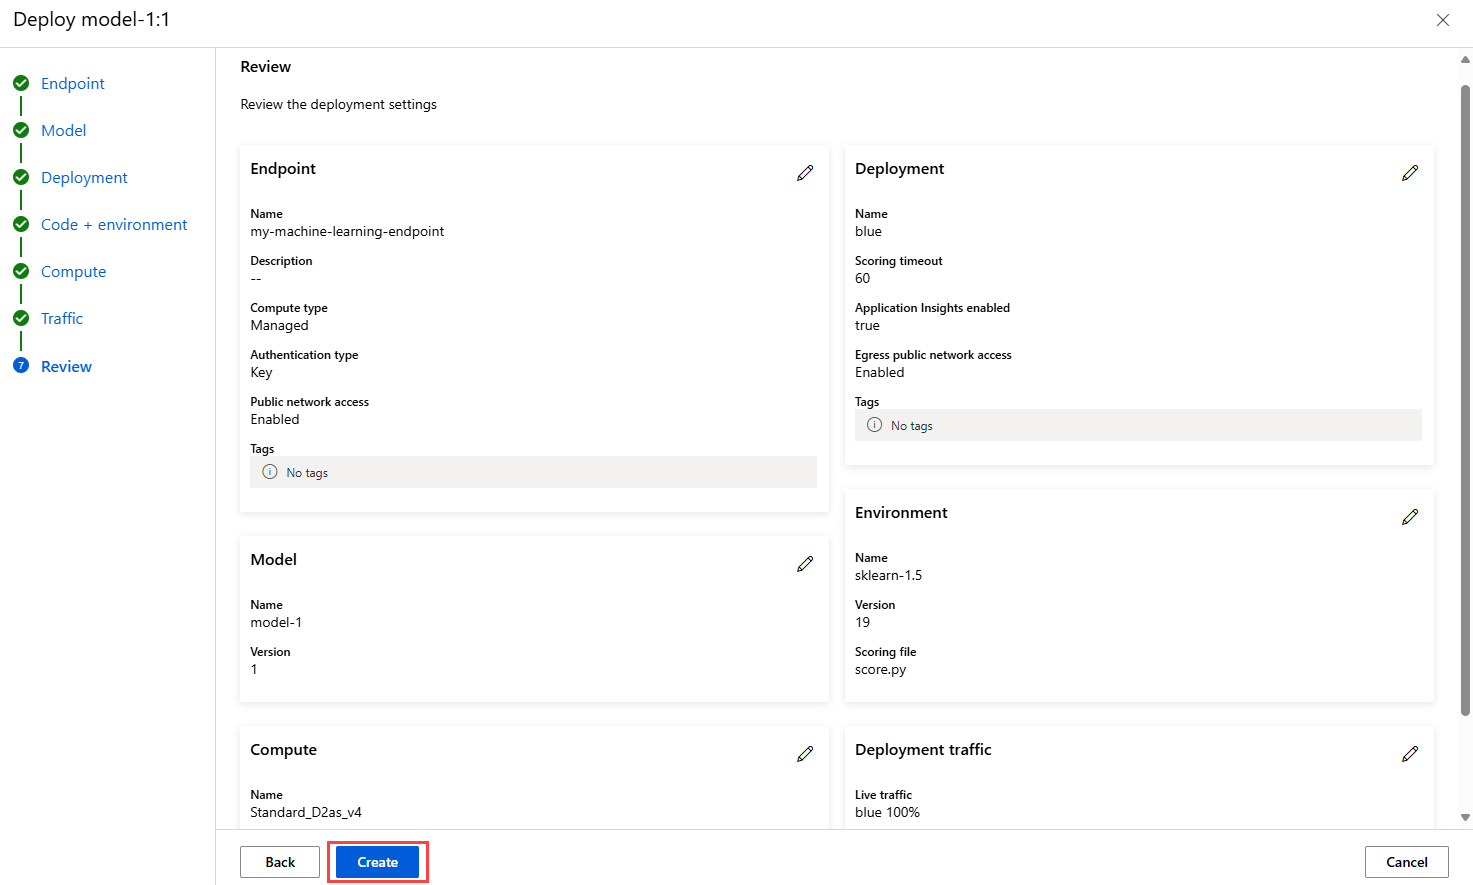 Deploy model-1:1
Endpoint
Model
Deployment
Code + environment
Compute
Traffic
7
Review
Review
Review the deployment settings
Endpoint
Name
my-machine-learning-endpoint
Description
--
Compute type
Managed
Authentication type
Key
Public network access
Enabled
Tags
No tags
Model
Name
model-1
Version
1
Compute
Name
Standard_D2as_v4
Deployment
Name
blue
Scoring timeout
60
Application Insights enabled
true
Egress public network access
Enabled
Tags
No tags
Environment
Name
sklearn-1.5
Version
19
Scoring file
score.py
Deployment traffic
Live traffic
blue 100%
Back
Create
Cancel